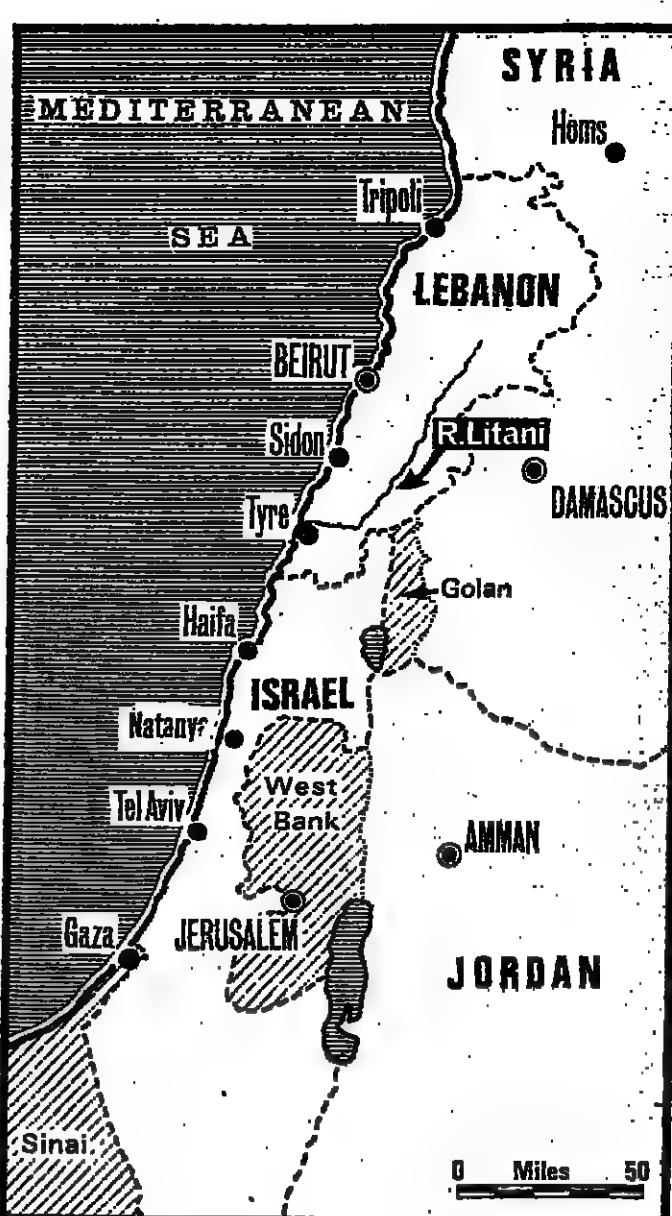 SYRIA
MEDITERRANEAN
Homs
Tripoli
SEA
LEBANON
BEIRUT
R.Litani
Sidon
DAMASCUS
Tyre
Golan
Haifa
ISRAEL
Natanya
West
Bank
Tel Aviv
AMMAN
Gaza
JERUSALEM
JORDAN
Sinai
0 Miles 50